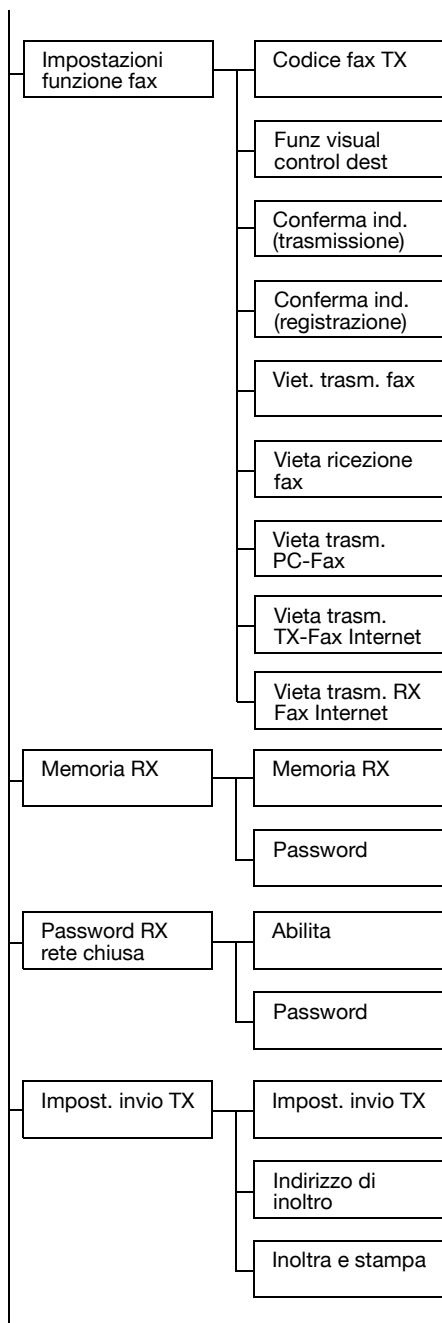 Impostazioni
funzione fax
Codice fax TX
Funz visual
control dest
Conferma ind.
(trasmissione)
Conferma ind.
(registrazione)
Viet. trasm. fax
Vieta ricezione
fax
Vieta trasm.
PC-Fax
Vieta trasm.
TX-Fax Internet
Vieta trasm. RX
Fax Internet
Memoria RX
Memoria RX
Password
Password RX
rete chiusa
Abilita
Password
Impost. invio TX
Impost. invio TX
Indirizzo di
inoltro
Inoltra e stampa